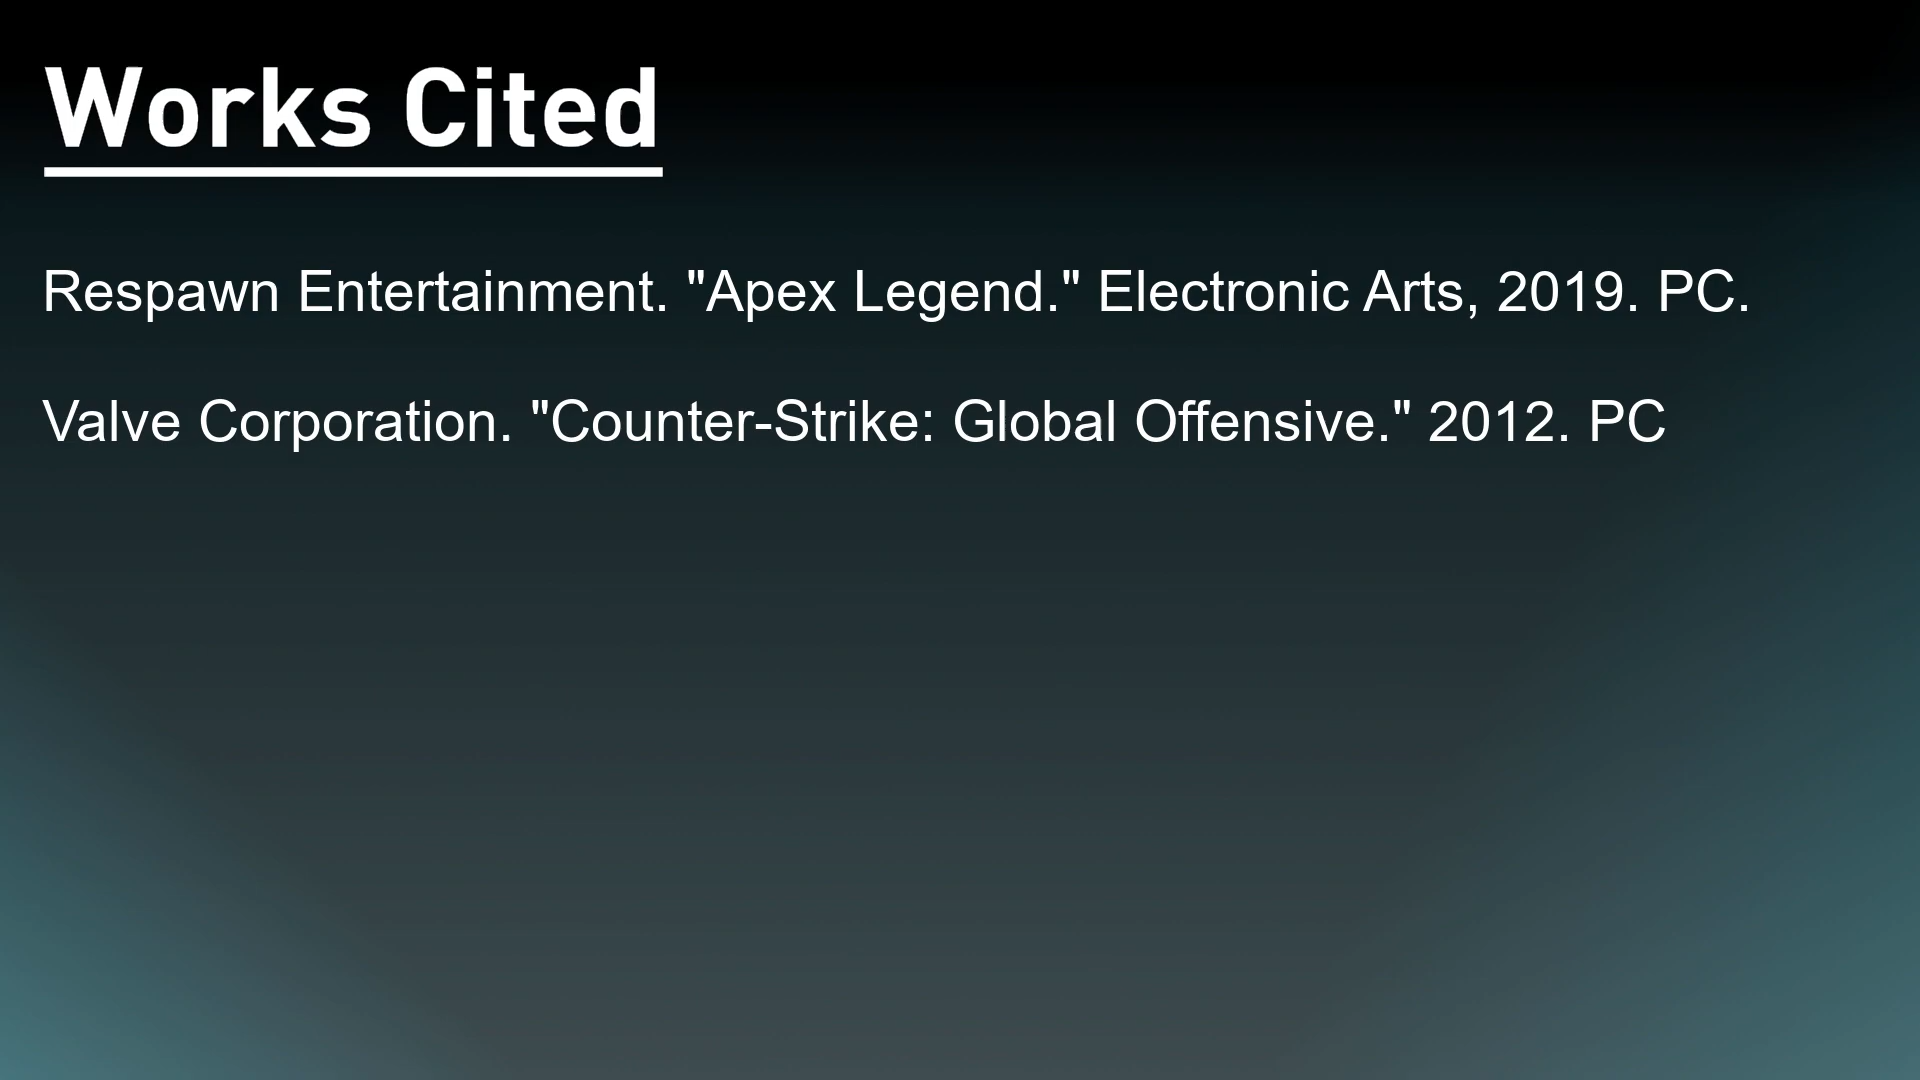 Works Cited
Respawn Entertainment. "Apex Legend." Electronic Arts, 2019. PC.
Valve Corporation. "Counter-Strike: Global Offensive." 2012. PC